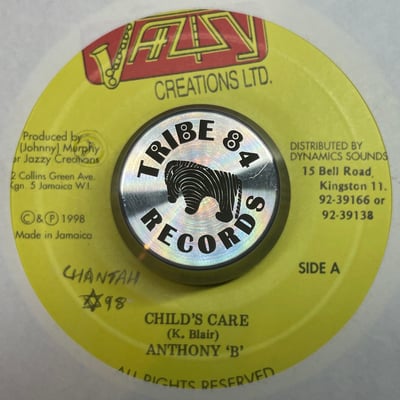 JAZZY
CREATIONS LTD.
Produced by
(Johnny) Murphy
or Jazzy Creations
2 Collins Green Ave.
Kgn. 5 Jamaica W.I.
DISTRIBUTED BY
DYNAMICS SOUNDS
15 Bell Road,
Kingston 11.
92-39166 or
92-39138
TRIBE 84
RECORDS
©&℗1998
Made in Jamaica
SIDE A
CHANTAH
98
CHILD'S CARE
(K. Blair)
ANTHONY 'B'
ALL RIGHTS RESERVED